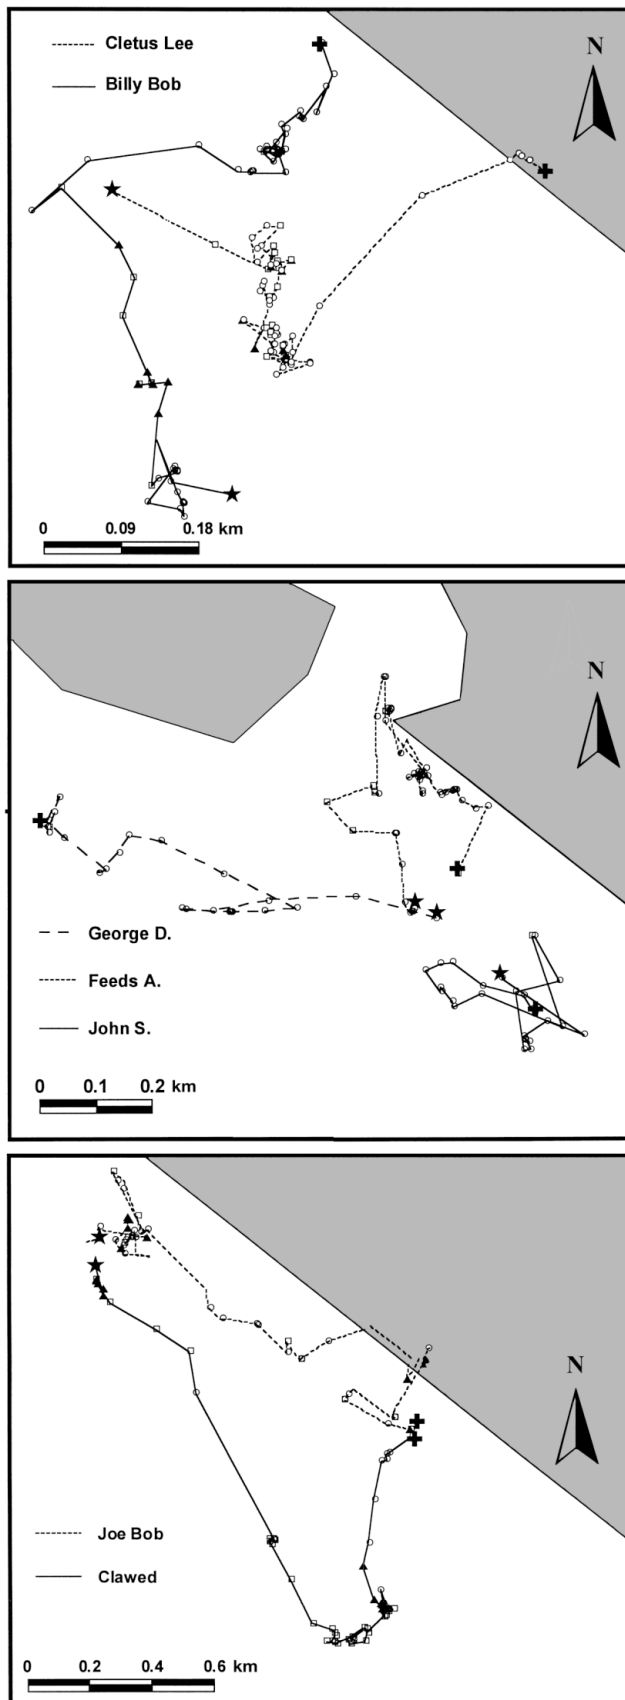 Cletus Lee
Billy Bob
N
0 0.09 0.18 km
N
George D.
Feeds A.
John S.
0 0.1 0.2 km
N
Joe Bob
Clawed
0 0.2 0.4 0.6 km